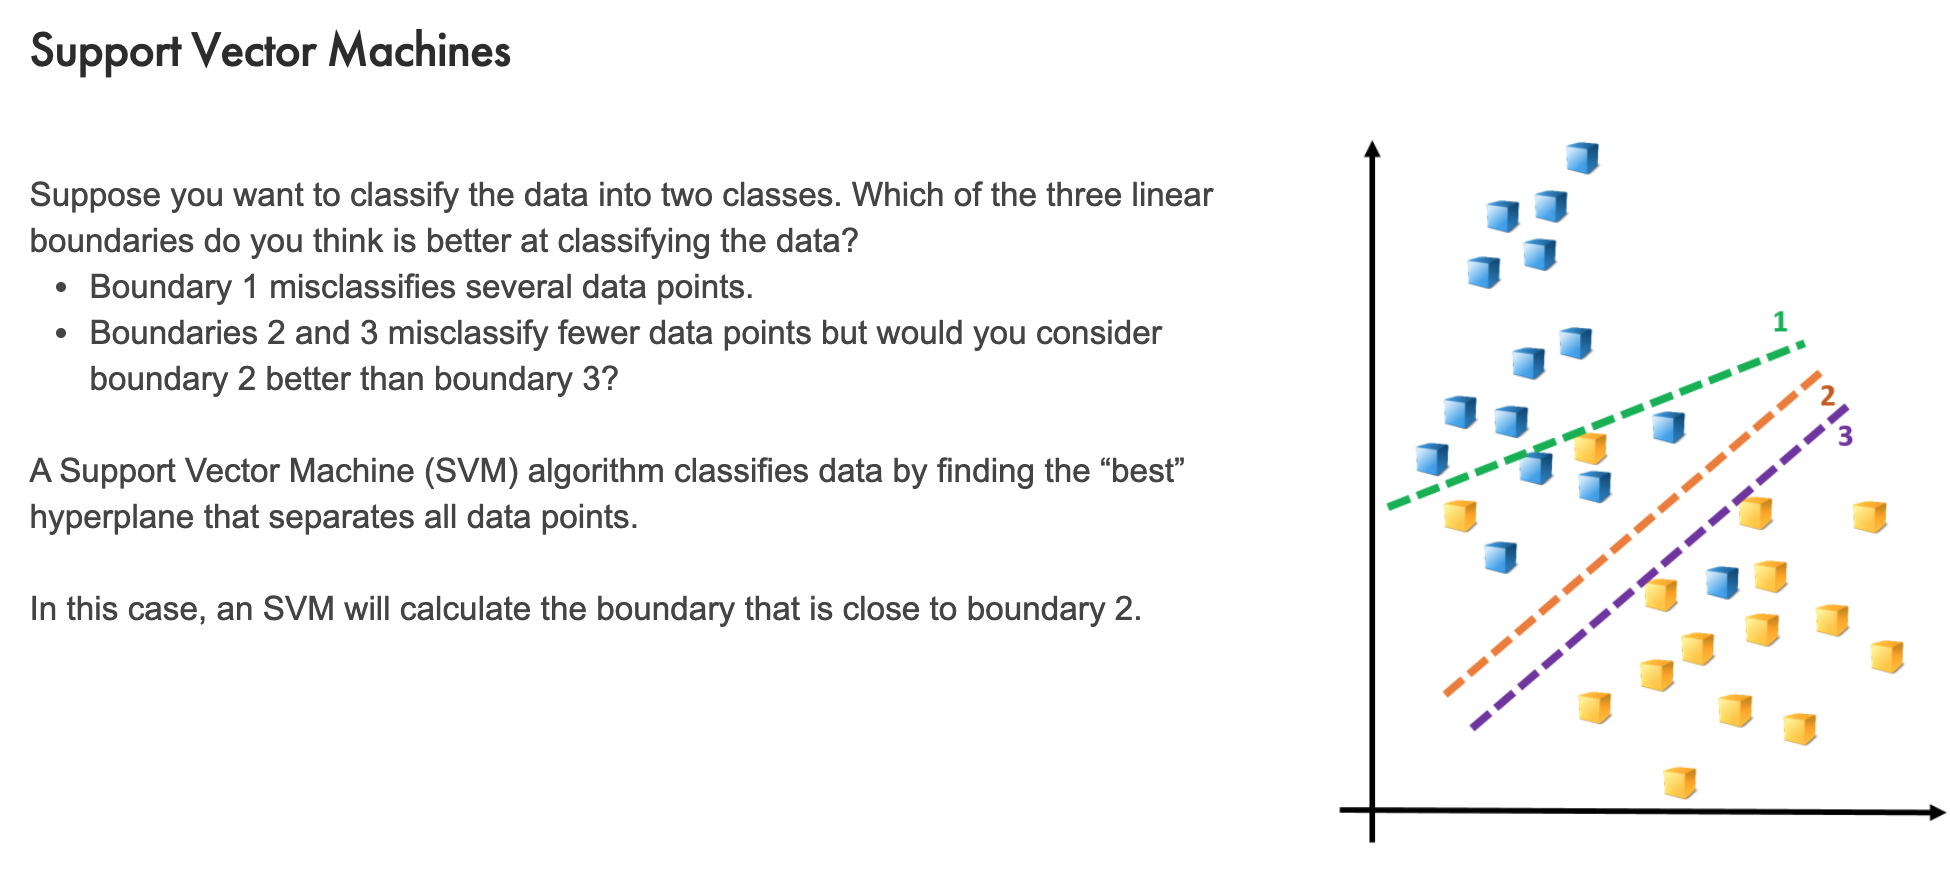 Support Vector Machines
Suppose you want to classify the data into two classes. Which of the three linear
boundaries do you think is better at classifying the data?
• Boundary 1 misclassifies several data points.
• Boundaries 2 and 3 misclassify fewer data points but would you consider
boundary 2 better than boundary 3?
A Support Vector Machine (SVM) algorithm classifies data by finding the “best”
hyperplane that separates all data points.
In this case, an SVM will calculate the boundary that is close to boundary 2.
1
2
3